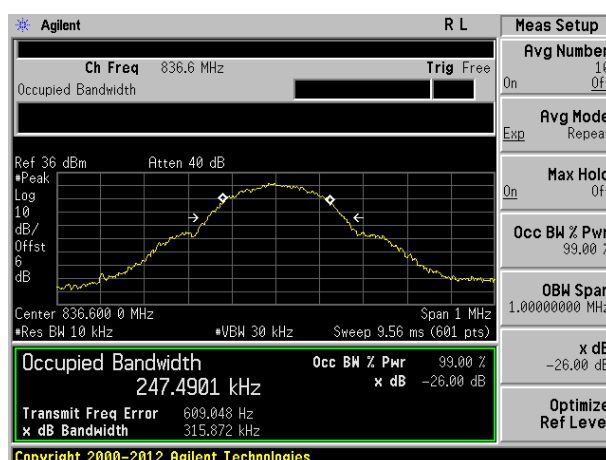 Agilent R L Meas Setup
Avg Number
On
Ch Freq 836.6 MHz Trig Free
Occupied Bandwidth
Avg Mode
Exp
Ref 36 dBm Atten 40 dB
#Peak
Log
10
dB/
Offst
6
dB
Max Hold
On
Occ BW % Pwr
99.00 %
Center 836.600 0 MHz Span 1 MHz
#Res BW 10 kHz #VBW 30 kHz Sweep 9.56 ms (601 pts)
OBW Span
1.00000000 MHz
Occupied Bandwidth Occ BW % Pwr 99.00 %
247.4901 kHz x dB -26.00 dB
x dB
-26.00 dB
Transmit Freq Error 609.048 Hz
x dB Bandwidth 315.872 kHz
Optimize
Ref Level
Copyright 2000-2012 Agilent Technologies